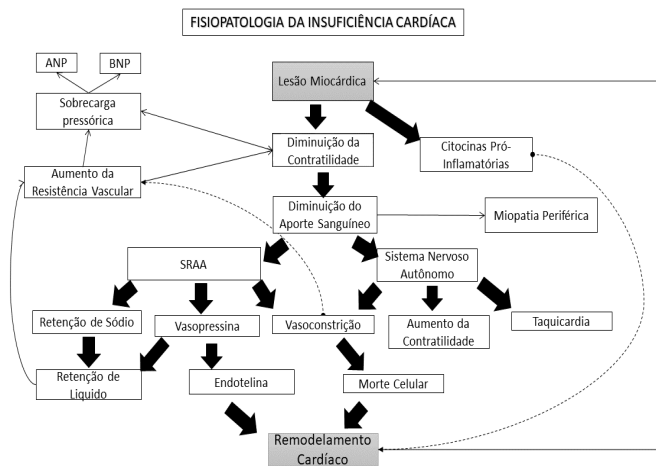 FISIOPATOLOGIA DA INSUFICIÊNCIA CARDÍACA
ANP
BNP
Lesão Miocárdica
Sobrecarga
pressórica
Diminuição da
Contratilidade
Citocinas Pró-
Inflamatórias
Aumento da
Resistência Vascular
Diminuição do
Aporte Sanguíneo
Miopatia Periférica
SRAA
Sistema Nervoso
Autônomo
Retenção de Sódio
Vasopressina
Vasoconstrição
Aumento da
Contratilidade
Taquicardia
Retenção de
Liquido
Endotelina
Morte Celular
Remodelamento
Cardíaco